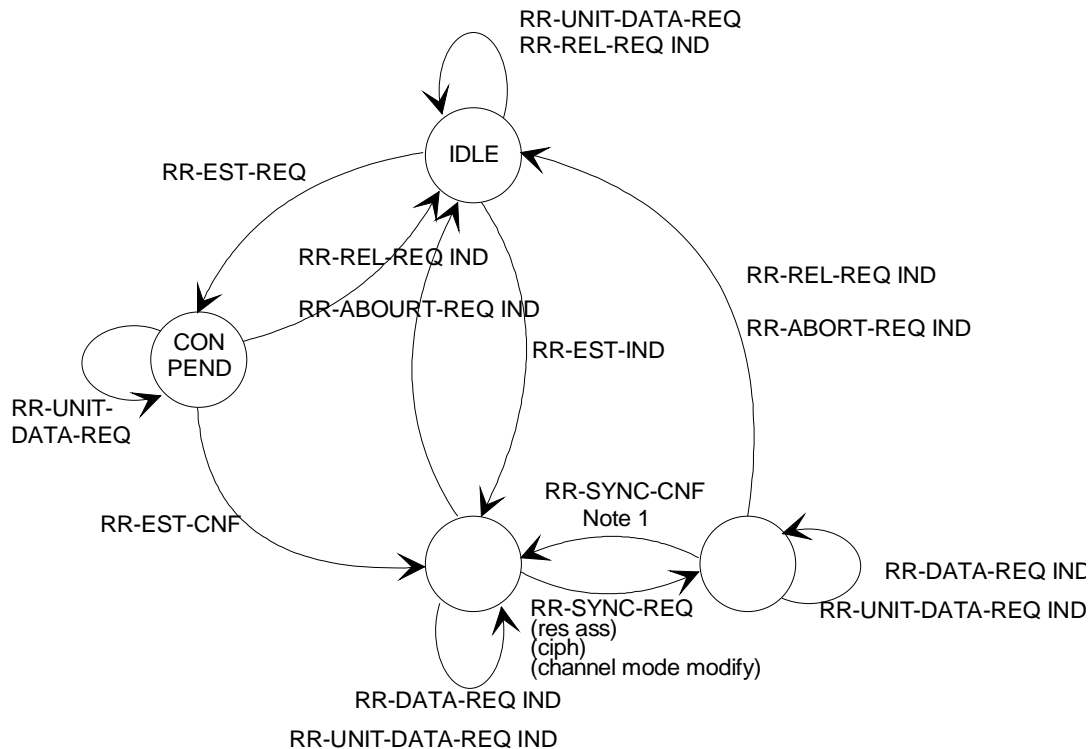 RR-UNIT-DATA-REQ
RR-REL-REQ IND
IDLE
RR-EST-REQ
RR-REL-REQ IND
RR-ABOURT-REQ IND
RR-REL-REQ IND
RR-ABORT-REQ IND
CON
PEND
RR-EST-IND
RR-UNIT-
DATA-REQ
RR-EST-CNF
RR-SYNC-CNF
Note 1
RR-DATA-REQ IND
RR-UNIT-DATA-REQ IND
RR-SYNC-REQ
(res ass)
(ciph)
(channel mode modify)
RR-DATA-REQ IND
RR-UNIT-DATA-REQ IND